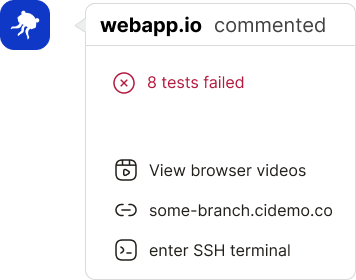 webapp.io commented
8 tests failed
View browser videos
some-branch.cidemo.co
enter SSH terminal